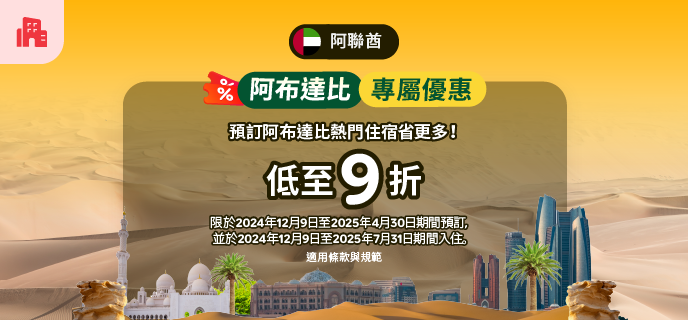 阿聯酋
% 阿布達比 專屬優惠
預訂阿布達比熱門住宿省更多！
低至9折
限於2024年12月9日至2025年4月30日期間預訂,
並於2024年12月9日至2025年7月31日期間入住。
適用條款與規範